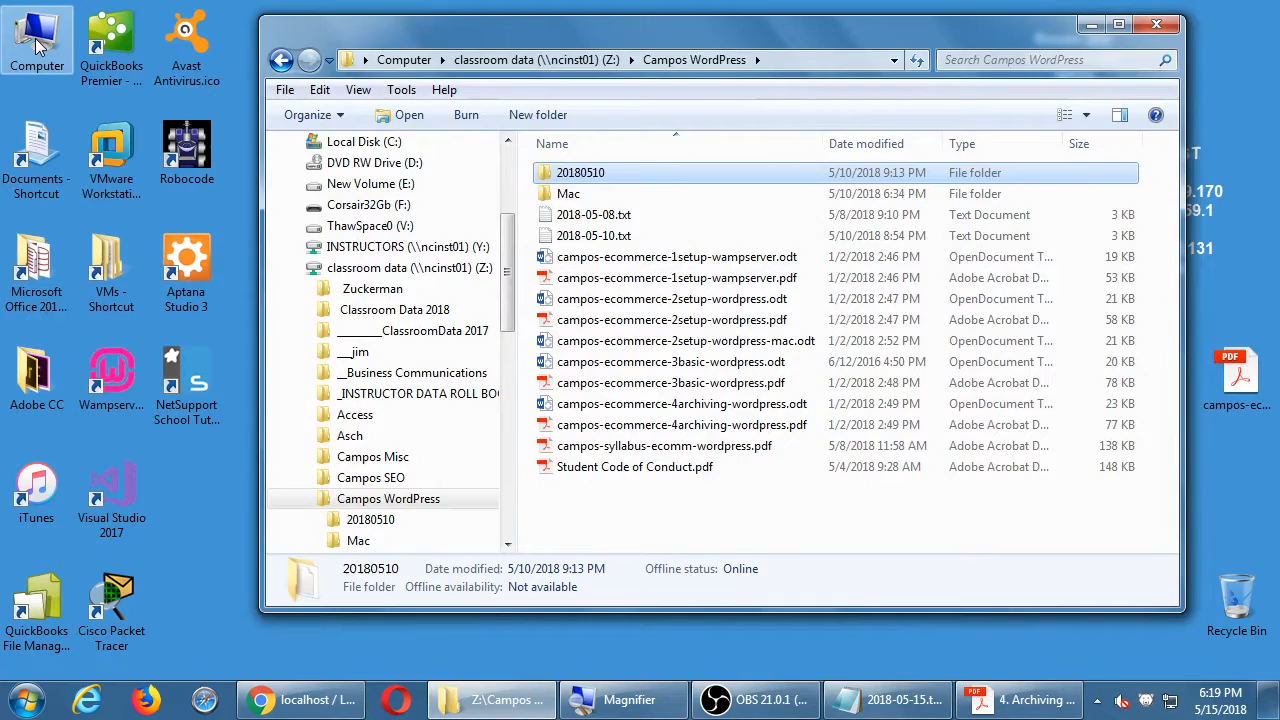 Computer
QuickBooks Premier - ...
Avast Antivirus.ico
Documents - Shortcut
VMware Workstati...
Robocode
Microsoft Office 201...
VMs - Shortcut
Aptana Studio 3
Adobe CC
Wampserv...
NetSupport School Tut...
iTunes
Visual Studio 2017
QuickBooks File Manag...
Cisco Packet Tracer
Computer
classroom data (\\ncinst01) (Z:)
Campos WordPress
Search Campos WordPress
File Edit View Tools Help
Organize Open Burn New folder
Local Disk (C:)
DVD RW Drive (D:)
New Volume (E:)
Corsair32Gb (F:)
ThawSpace0 (V:)
INSTRUCTORS (\\ncinst01) (Y:)
classroom data (\\ncinst01) (Z:)
Zuckerman
Classroom Data 2018
________ClassroomData 2017
__jim
__Business Communications
_INSTRUCTOR DATA ROLL BO
Access
Asch
Campos Misc
Campos SEO
Campos WordPress
20180510
Mac
Name Date modified Type Size
20180510 5/10/2018 9:13 PM File folder
Mac 5/10/2018 6:34 PM File folder
2018-05-08.txt 5/8/2018 9:10 PM Text Document 3 KB
2018-05-10.txt 5/10/2018 8:54 PM Text Document 3 KB
campos-ecommerce-1setup-wampserver.odt 1/2/2018 2:46 PM OpenDocument T... 19 KB
campos-ecommerce-1setup-wampserver.pdf 1/2/2018 2:46 PM Adobe Acrobat D... 53 KB
campos-ecommerce-2setup-wordpress.odt 1/2/2018 2:47 PM OpenDocument T... 21 KB
campos-ecommerce-2setup-wordpress.pdf 1/2/2018 2:47 PM Adobe Acrobat D... 58 KB
campos-ecommerce-2setup-wordpress-mac.odt 1/2/2018 2:52 PM OpenDocument T... 21 KB
campos-ecommerce-3basic-wordpress.odt 6/12/2016 4:50 PM OpenDocument T... 20 KB
campos-ecommerce-3basic-wordpress.pdf 1/2/2018 2:48 PM Adobe Acrobat D... 78 KB
campos-ecommerce-4archiving-wordpress.odt 1/2/2018 2:49 PM OpenDocument T... 23 KB
campos-ecommerce-4archiving-wordpress.pdf 1/2/2018 2:49 PM Adobe Acrobat D... 77 KB
campos-syllabus-ecomm-wordpress.pdf 5/8/2018 11:58 AM Adobe Acrobat D... 138 KB
Student Code of Conduct.pdf 5/4/2018 9:28 AM Adobe Acrobat D... 148 KB
20180510 Date modified: 5/10/2018 9:13 PM Offline status: Online
File folder Offline availability: Not available
T
.170
59.1
131
campos-ec...
Recycle Bin
localhost / L...
Z:\Campos ...
Magnifier
OBS 21.0.1 (...
2018-05-15.t...
4. Archiving ...
6:19 PM
5/15/2018